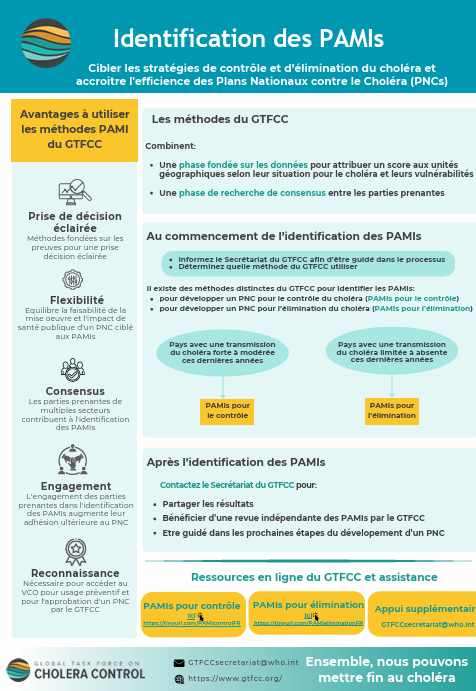 Identification des PAMIs
Cibler les stratégies de contrôle et d'élimination du choléra et
accroitre l'efficience des Plans Nationaux contre le Choléra (PNCs)
Avantages à utiliser
les méthodes PAMI
du GTFCC
Prise de décision
éclairée
Méthodes fondées sur les
preuves pour une prise
décision éclairée
Flexibilité
Equilibre la faisabilité de la
mise oeuvre et l'impact de
santé publique d'un PNC ciblé
aux PAMIs
Consensus
Les parties prenantes de
multiples secteurs
contribuent à l'identification
des PAMIs
Engagement
L'engagement des parties
prenantes dans l'identification
des PAMIs augmente leur
adhésion ultérieure au PNC
Reconnaissance
Nécessaire pour accéder au
VCO pour usage préventif et
pour l'approbation d'un PNC
par le GTFCC
Les méthodes du GTFCC
Combinent:
• Une phase fondée sur les données pour attribuer un score aux unités
géographiques selon leur situation pour le choléra et leurs vulnérabilités
• Une phase de recherche de consensus entre les parties prenantes
Au commencement de l'identification des PAMIs
• Informez le Secrétariat du GTFCC afin d'être guidé dans le processus
• Déterminez quelle méthode du GTFCC utiliser
Il existe des méthodes distinctes du GTFCC pour identifier les PAMIs:
• pour développer un PNC pour le contrôle du choléra (PAMIs pour le contrôle)
• pour développer un PNC pour l'élimination du choléra (PAMIs pour l'élimination)
Pays avec une transmission
du choléra forte à modérée
ces dernières années
Pays avec une transmission
du choléra limitée à absente
ces dernières années
PAMIs pour
le contrôle
PAMIs pour
l'élimination
Après l'identification des PAMIs
Contactez le Secrétariat du GTFCC pour:
• Partager les résultats
• Bénéficier d'une revue indépendante des PAMIs par le GTFCC
• Etre guidé dans les prochaines étapes du dévelopement d'un PNC
Ressources en ligne du GTFCC et assistance
PAMIs pour contrôle
ici
https://tinyurl.com/PAMIcontrolFR
PAMIs pour élimination
ici
https://tinyurl.com/PAMIeliminationFR
Appui supplémentair
GTFCCsecretariat@who.int
GLOBAL TASK FORCE ON
CHOLERA CONTROL
GTFCCsecretariat@who.int
https://www.gtfcc.org/
Ensemble, nous pouvons
mettre fin au choléra